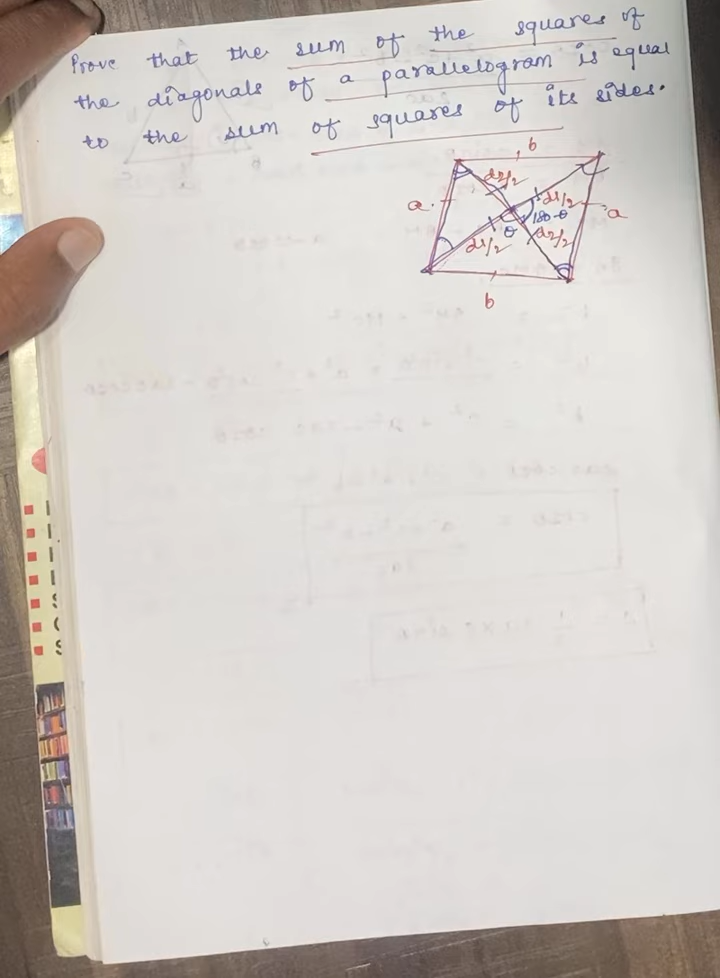 Prove that the sum of the squares of
the diagonals of a parallelogram is equal
to the sum of squares of its sides.
b
d2/2
a
d1/2
180-θ
a
θ
d1/2
d2/2
b